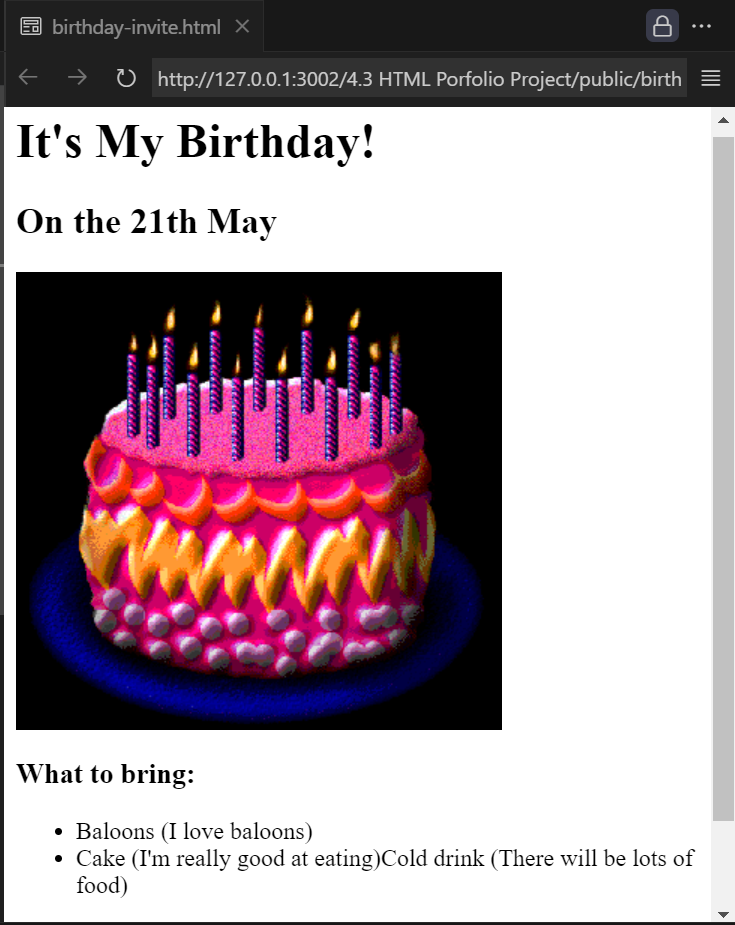 birthday-invite.html
http://127.0.0.1:3002/4.3 HTML Porfolio Project/public/birth
It's My Birthday!
On the 21th May
What to bring:
Baloons (I love baloons)
Cake (I'm really good at eating)Cold drink (There will be lots of
food)